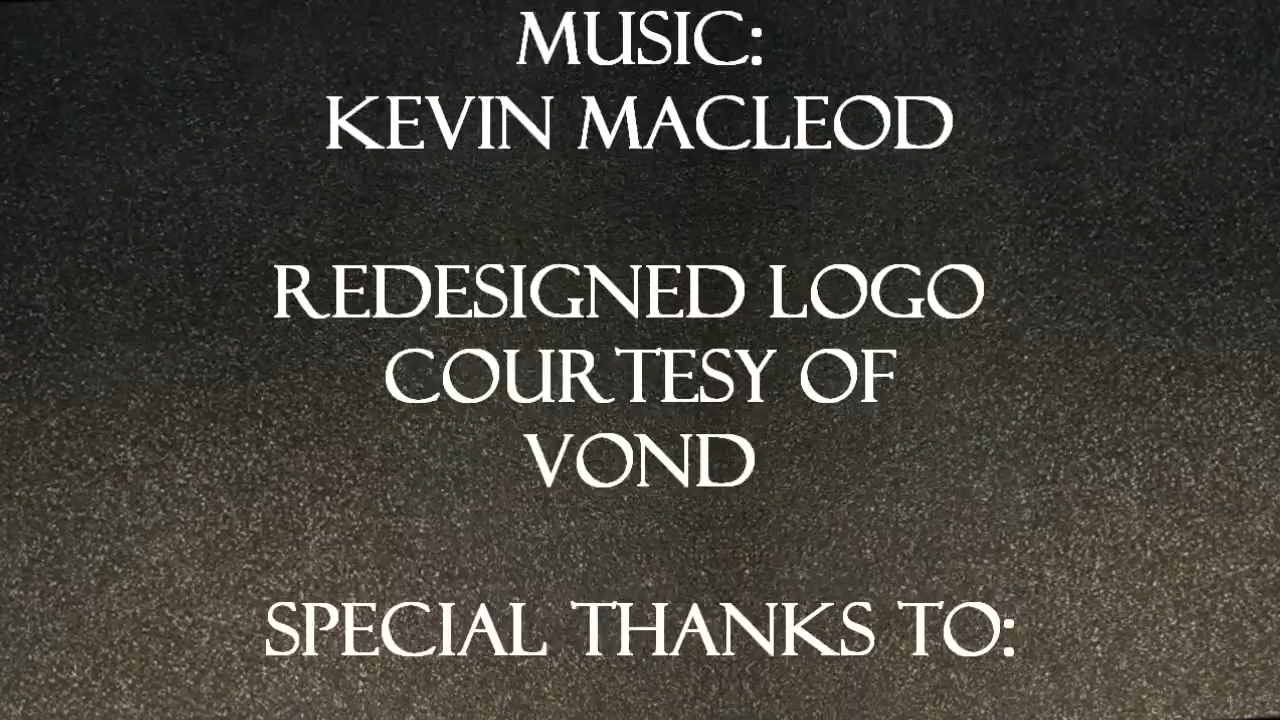 MUSIC:
KEVIN MACLEOD
REDESIGNED LOGO
COURTESY OF
VOND
SPECIAL THANKS TO: